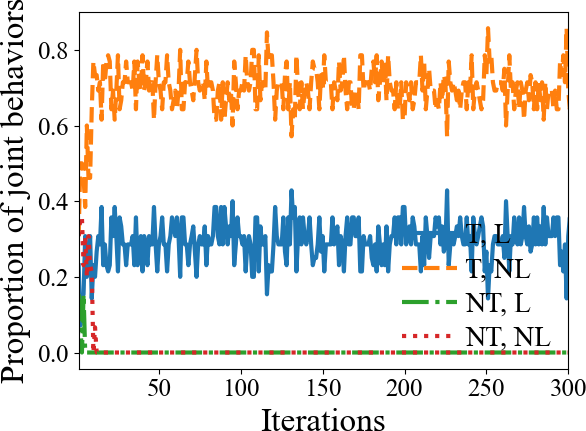 Proportion of joint behaviors
0.8
0.6
0.4
0.2
0.0
T, L
T, NL
NT, L
NT, NL
50
100
150
200
250
300
Iterations